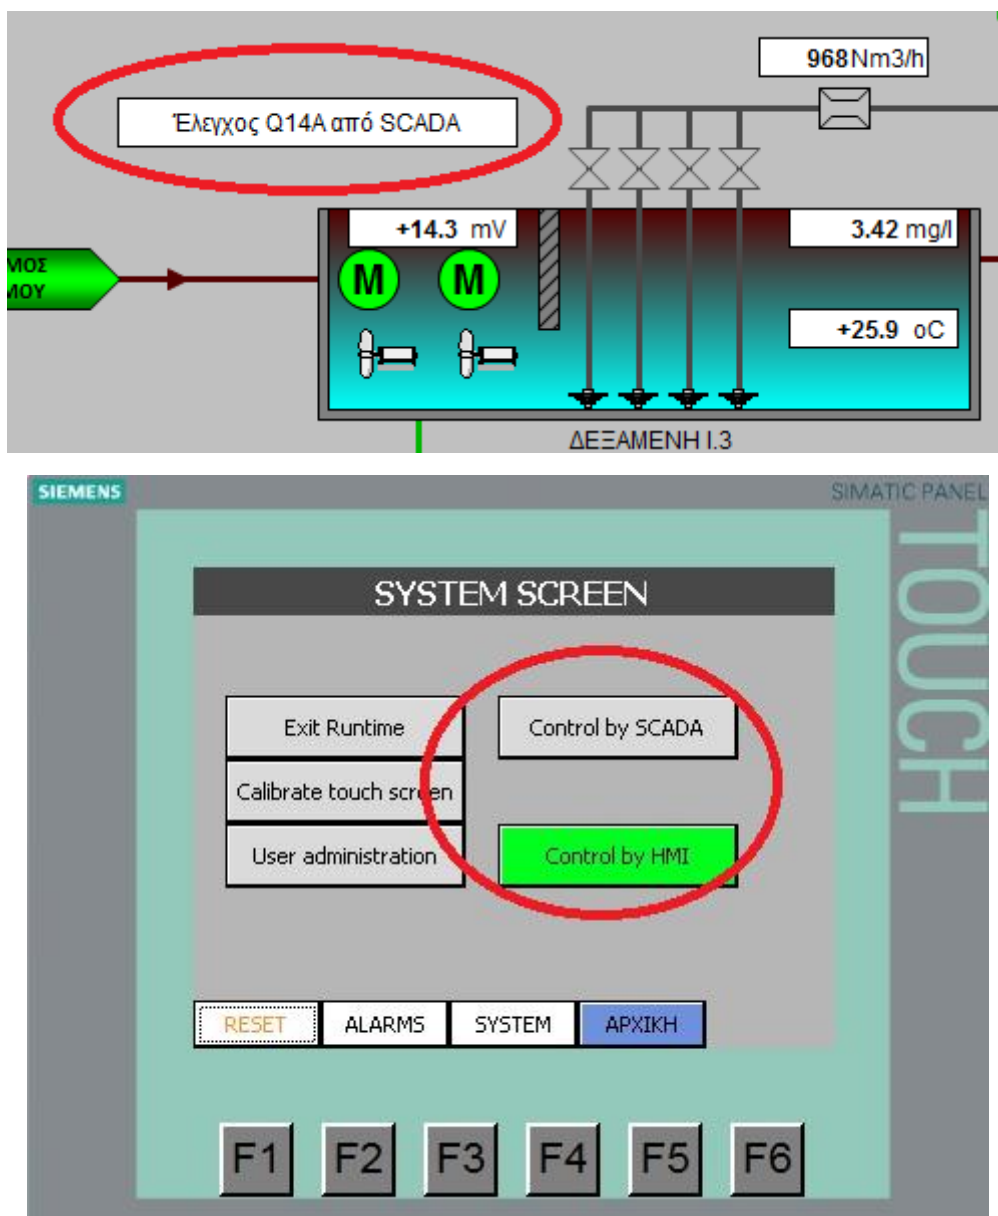 968Nm3/h
Έλεγχος Q14A από SCADA
+14.3 mV
3.42 mg/l
ΜΟΣ
ΜΟΥ
M M
+25.9 oC
ΔΕΞΑΜΕΝΗ Ι.3
SIEMENS
SIMATIC PANEL
TOUCH
SYSTEM SCREEN
Exit Runtime
Control by SCADA
Calibrate touch screen
User administration
Control by HMI
RESET
ALARMS
SYSTEM
ΑΡΧΙΚΗ
F1 F2 F3 F4 F5 F6